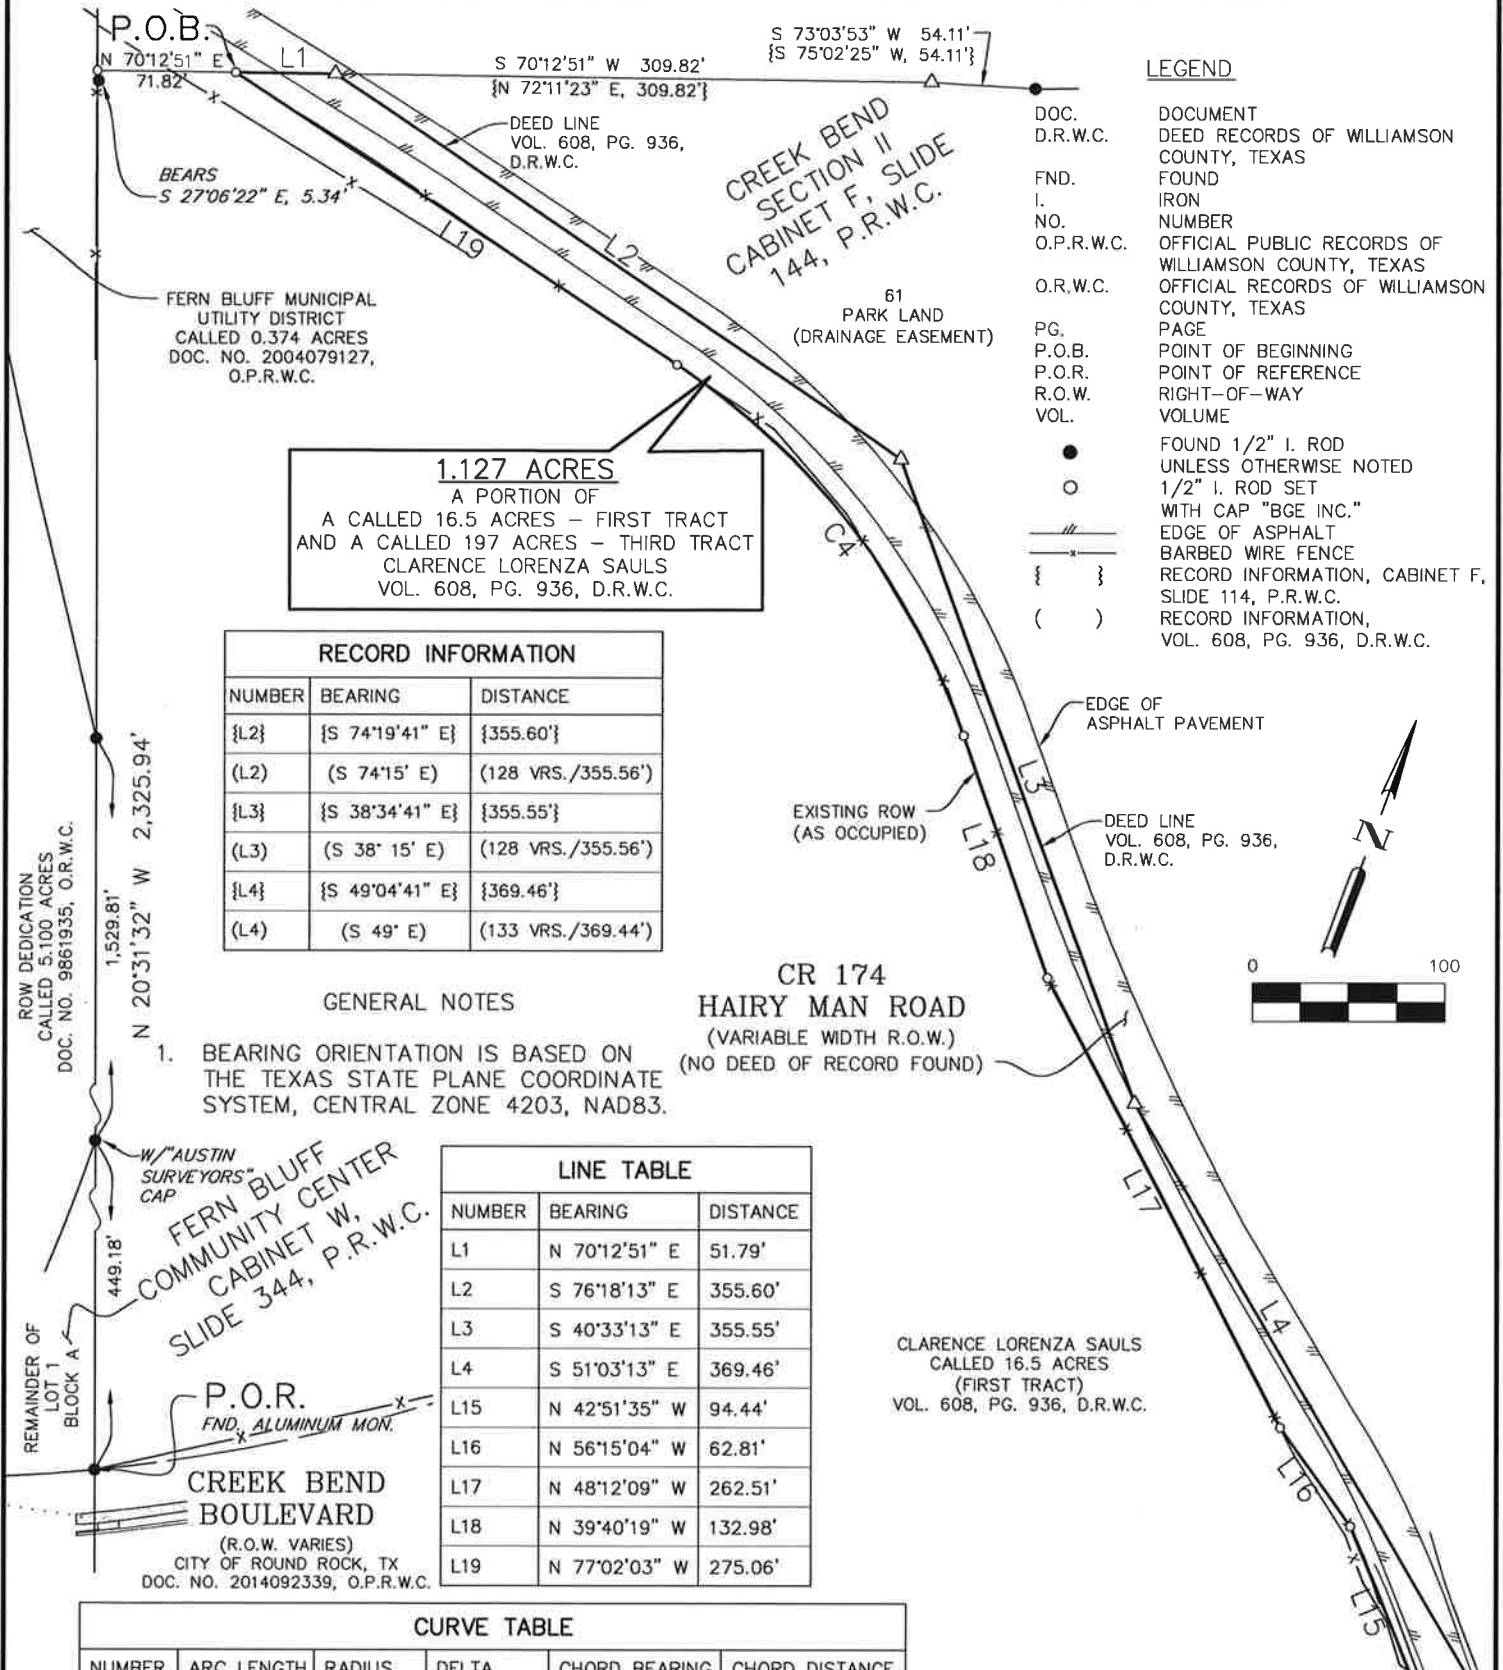 P.O.B.
N 70°12'51" E
71.82'
L1
S 70°12'51" W 309.82'
{N 72°11'23" E, 309.82'}
S 73°03'53" W 54.11'
{S 75°02'25" W, 54.11'}
DEED LINE
VOL. 608, PG. 936,
D.R.W.C.
BEARS
S 27°06'22" E, 5.34'
L19
L2
CREEK BEND
SECTION II
CABINET F, SLIDE
144, P.R.W.C.
61
PARK LAND
(DRAINAGE EASEMENT)
FERN BLUFF MUNICIPAL
UTILITY DISTRICT
CALLED 0.374 ACRES
DOC. NO. 2004079127,
O.P.R.W.C.
LEGEND
DOC. DOCUMENT
D.R.W.C. DEED RECORDS OF WILLIAMSON
COUNTY, TEXAS
FND. FOUND
I. IRON
NO. NUMBER
O.P.R.W.C. OFFICIAL PUBLIC RECORDS OF
WILLIAMSON COUNTY, TEXAS
O.R.W.C. OFFICIAL RECORDS OF WILLIAMSON
COUNTY, TEXAS
PG. PAGE
P.O.B. POINT OF BEGINNING
P.O.R. POINT OF REFERENCE
R.O.W. RIGHT-OF-WAY
VOL. VOLUME
FOUND 1/2" I. ROD
UNLESS OTHERWISE NOTED
1/2" I. ROD SET
WITH CAP "BGE INC."
EDGE OF ASPHALT
BARBED WIRE FENCE
{ } RECORD INFORMATION, CABINET F,
SLIDE 114, P.R.W.C.
( ) RECORD INFORMATION,
VOL. 608, PG. 936, D.R.W.C.
1.127 ACRES
A PORTION OF
A CALLED 16.5 ACRES - FIRST TRACT
AND A CALLED 197 ACRES - THIRD TRACT
CLARENCE LORENZA SAULS
VOL. 608, PG. 936, D.R.W.C.
C4
RECORD INFORMATION
NUMBER BEARING DISTANCE
{L2} {S 74°19'41" E} {355.60'}
(L2) (S 74°15' E) (128 VRS./355.56')
{L3} {S 38°34'41" E} {355.55'}
(L3) (S 38° 15' E) (128 VRS./355.56')
{L4} {S 49°04'41" E} {369.46'}
(L4) (S 49° E) (133 VRS./369.44')
EDGE OF
ASPHALT PAVEMENT
L3
EXISTING ROW
(AS OCCUPIED)
L18
DEED LINE
VOL. 608, PG. 936,
D.R.W.C.
N
0 100
ROW DEDICATION
CALLED 5.100 ACRES
DOC. NO. 9861935, O.R.W.C.
1,529.81'
N 20°31'32" W 2,325.94'
GENERAL NOTES
1. BEARING ORIENTATION IS BASED ON
THE TEXAS STATE PLANE COORDINATE
SYSTEM, CENTRAL ZONE 4203, NAD83.
CR 174
HAIRY MAN ROAD
(VARIABLE WIDTH R.O.W.)
(NO DEED OF RECORD FOUND)
W/"AUSTIN
SURVEYORS"
CAP
FERN BLUFF
COMMUNITY CENTER
CABINET W,
SLIDE 344, P.R.W.C.
449.18'
REMAINDER OF
LOT 1
BLOCK A
P.O.R.
FND. ALUMINUM MON.
CREEK BEND
BOULEVARD
(R.O.W. VARIES)
CITY OF ROUND ROCK, TX
DOC. NO. 2014092339, O.P.R.W.C.
LINE TABLE
NUMBER BEARING DISTANCE
L1 N 70°12'51" E 51.79'
L2 S 76°18'13" E 355.60'
L3 S 40°33'13" E 355.55'
L4 S 51°03'13" E 369.46'
L15 N 42°51'35" W 94.44'
L16 N 56°15'04" W 62.81'
L17 N 48°12'09" W 262.51'
L18 N 39°40'19" W 132.98'
L19 N 77°02'03" W 275.06'
L17
L4
CLARENCE LORENZA SAULS
CALLED 16.5 ACRES
(FIRST TRACT)
VOL. 608, PG. 936, D.R.W.C.
L16
L15
CURVE TABLE
NUMBER ARC LENGTH RADIUS DELTA CHORD BEARING CHORD DISTANCE